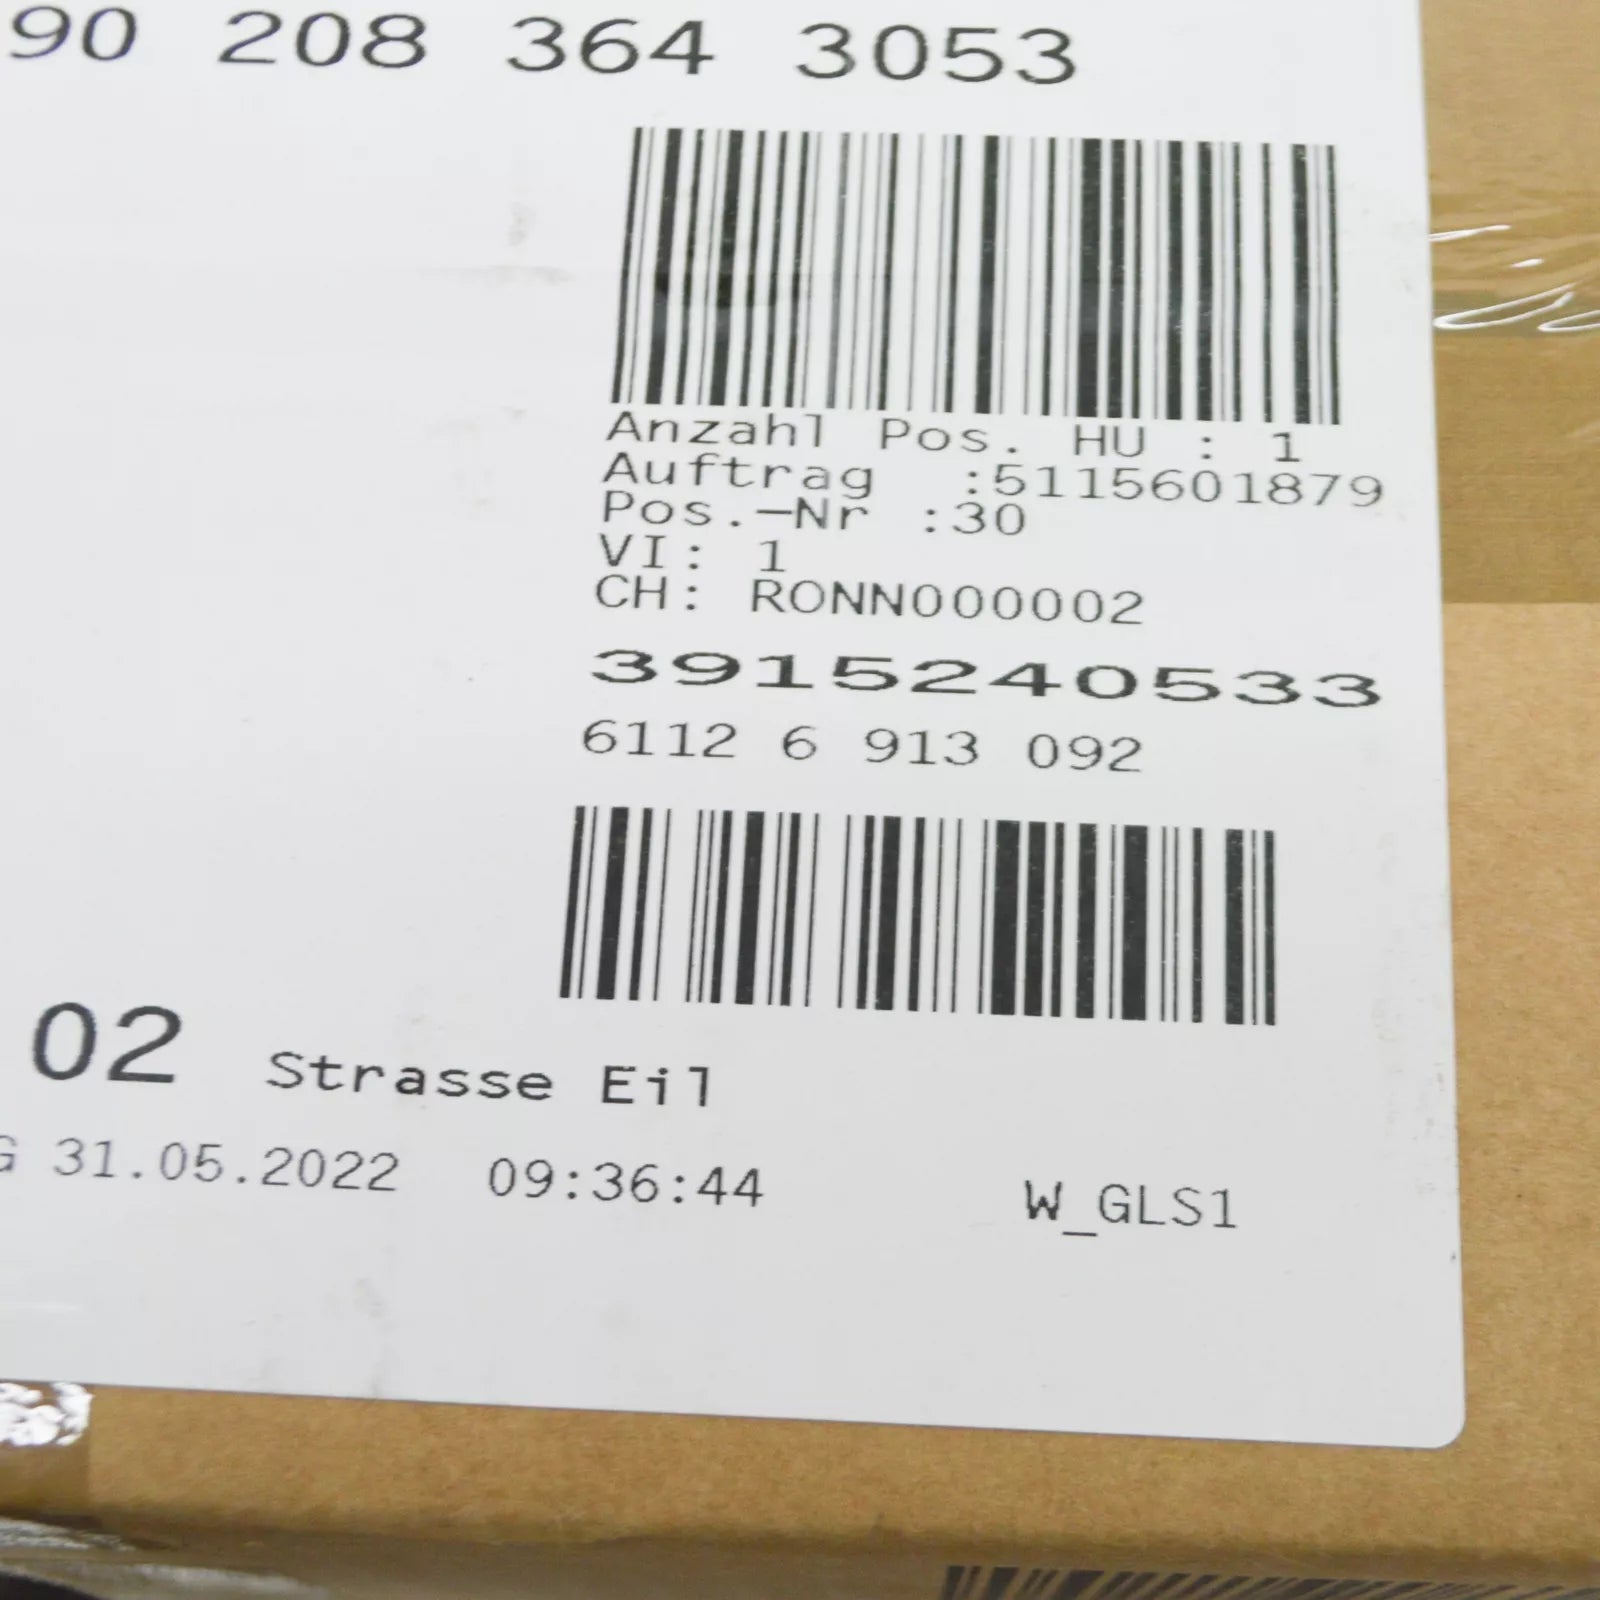 90 208 364 3053
Anzahl Pos. HU : 1
Auftrag :5115601879
Pos.-Nr :30
VI: 1
CH: RONN000002
3915240533
6112 6 913 092
02 Strasse Eil
G 31.05.2022 09:36:44 W_GLS1